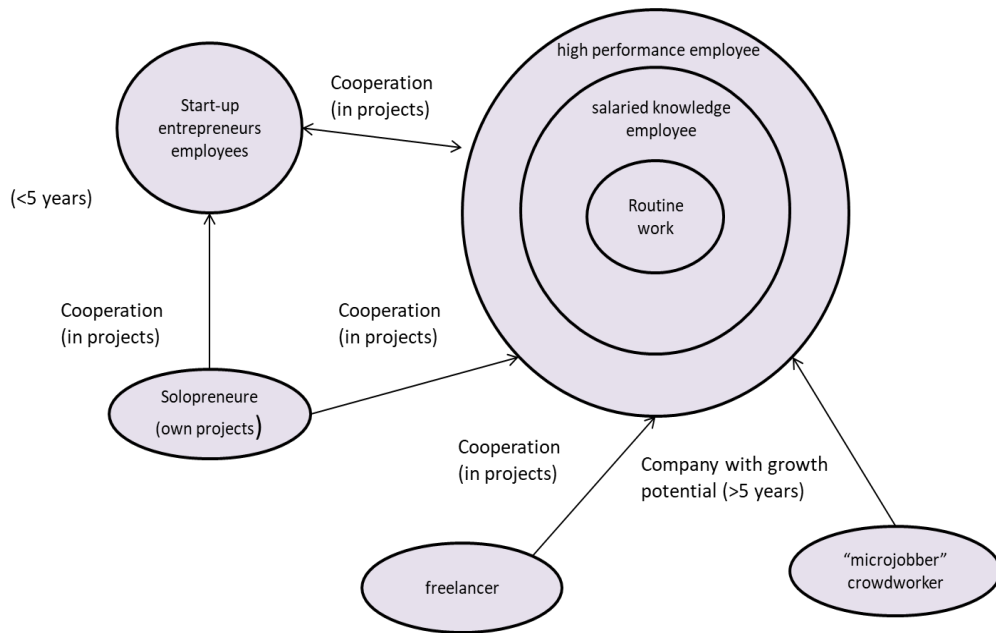 high performance employee
Start-up
entrepreneurs
employees
Cooperation
(in projects)
salaried knowledge
employee
(<5 years)
Routine
work
Cooperation
(in projects)
Cooperation
(in projects)
Solopreneure
(own projects)
Cooperation
(in projects)
Company with growth
potential (>5 years)
freelancer
“microjobber”
crowdworker